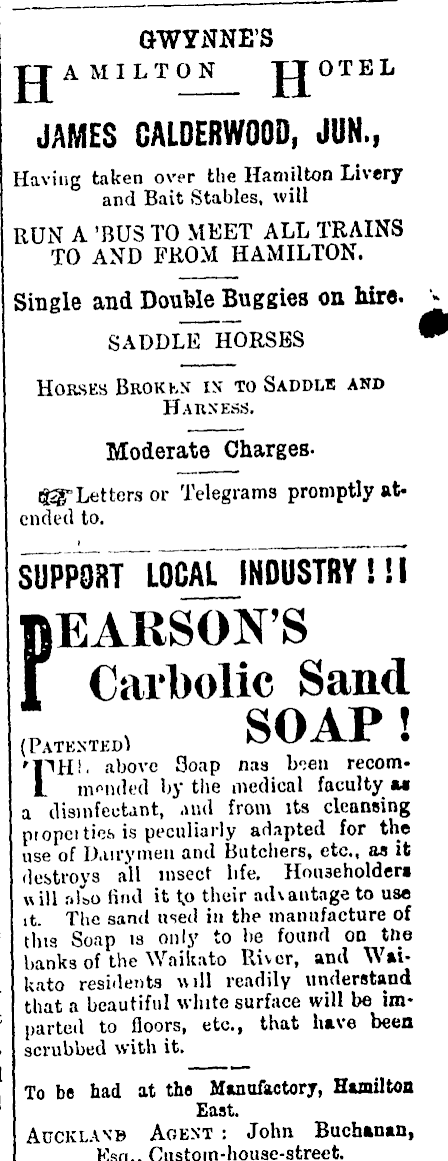 GWYNNE'S
HAMILTON HOTEL
JAMES CALDERWOOD, JUN.,
Having taken over the Hamilton Livery
and Bait Stables, will
RUN A 'BUS TO MEET ALL TRAINS
TO AND FROM HAMILTON.
Single and Double Buggies on hire.
SADDLE HORSES
HORSES BROKEN IN TO SADDLE AND
HARNESS.
Moderate Charges.
☞ Letters or Telegrams promptly at-
ended to.
SUPPORT LOCAL INDUSTRY!!!
PEARSON'S
Carbolic Sand
SOAP!
(PATENTED)
THE above Soap has been recom-
mended by the medical faculty as
a disinfectant, and from its cleansing
properties is peculiarly adapted for the
use of Dairymen and Butchers, etc., as it
destroys all insect life. Householders
will also find it to their advantage to use
it. The sand used in the manufacture of
this Soap is only to be found on the
banks of the Waikato River, and Wai-
kato residents will readily understand
that a beautiful white surface will be im-
parted to floors, etc., that have been
scrubbed with it.
To be had at the Manufactory, Hamilton
East.
AUCKLAND AGENT: John Buchanan,
Esq., Custom-house-street.